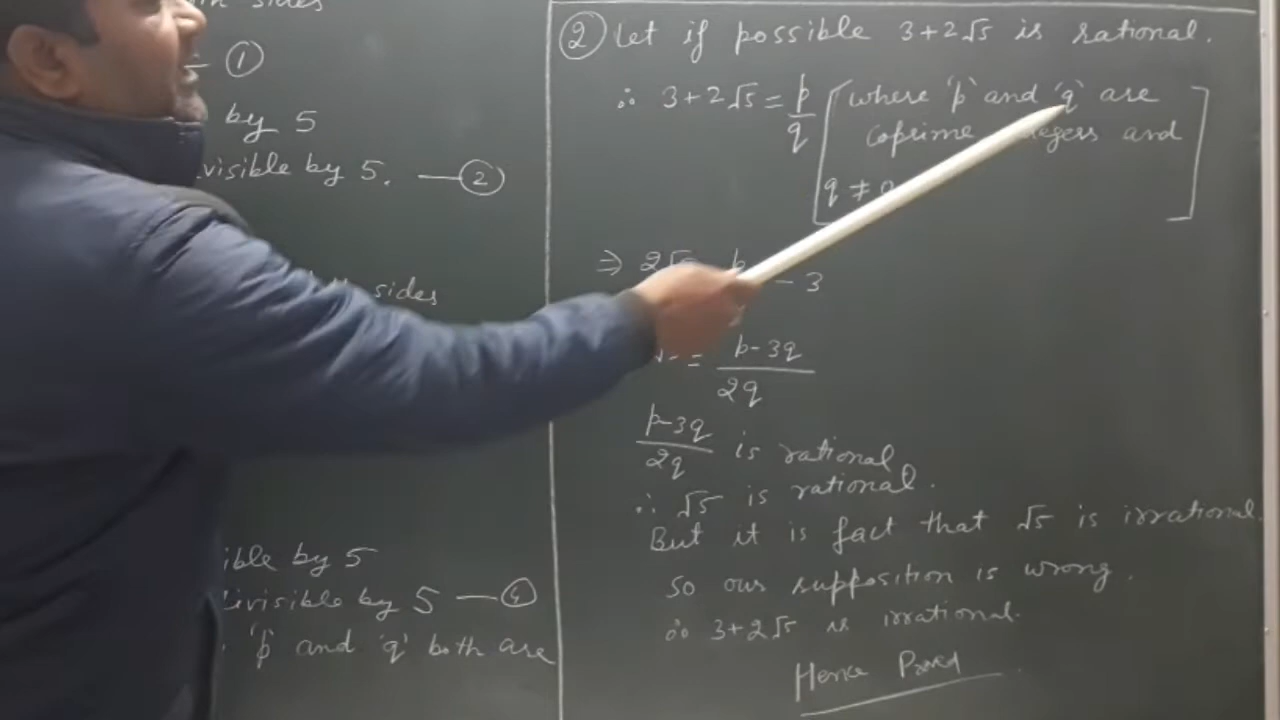 sides
— ①
by 5
visible by 5. — ②
sides
ible by 5
divisible by 5 — ④
'p' and 'q' both are
② Let if possible 3+2√5 is rational.
∴ 3+2√5 = p/q [where 'p' and 'q' are
coprime and
q ≠
⇒ 2 p – 3
= p-3q/2q
p-3q/2q is rational
∴ √5 is rational.
But it is fact that √5 is irrational.
So our supposition is wrong.
∴ 3+2√5 is irrational.
Hence Proved